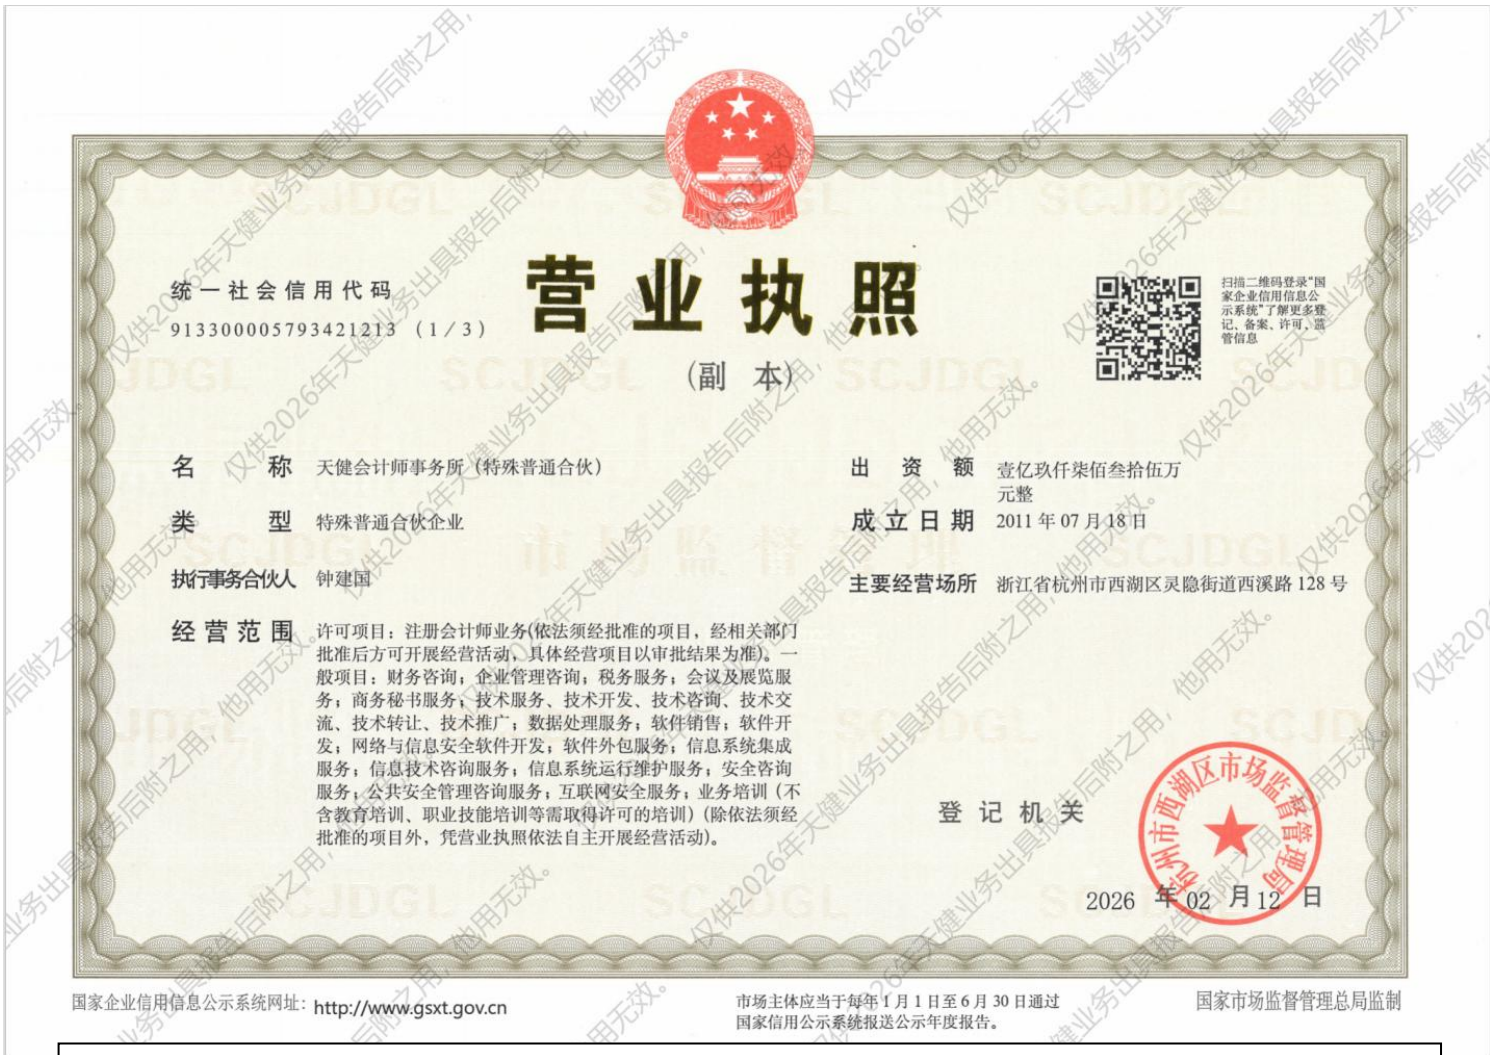 营业执照
（副 本）
统一社会信用代码
913300005793421213 （1/3）
扫描二维码登录“国
家企业信用信息公
示系统”了解更多登
记、备案、许可、监
管信息
名 称 天健会计师事务所（特殊普通合伙）
类 型 特殊普通合伙企业
执行事务合伙人 钟建国
经营范围 许可项目：注册会计师业务(依法须经批准的项目，经相关部门
批准后方可开展经营活动，具体经营项目以审批结果为准)。一
般项目：财务咨询；企业管理咨询；税务服务；会议及展览服
务；商务秘书服务；技术服务、技术开发、技术咨询、技术交
流、技术转让、技术推广；数据处理服务；软件销售；软件开
发；网络与信息安全软件开发；软件外包服务；信息系统集成
服务；信息技术咨询服务；信息系统运行维护服务；安全咨询
服务；公共安全管理咨询服务；互联网安全服务；业务培训（不
含教育培训、职业技能培训等需取得许可的培训）(除依法须经
批准的项目外，凭营业执照依法自主开展经营活动)。
出 资 额 壹亿玖仟柒佰叁拾伍万
元整
成立日期 2011 年 07 月 18 日
主要经营场所 浙江省杭州市西湖区灵隐街道西溪路 128 号
登记机关
杭州市西湖区市场监督管理局
2026 年 02 月 12 日
国家企业信用信息公示系统网址：http://www.gsxt.gov.cn
市场主体应当于每年 1 月 1 日至 6 月 30 日通过
国家信用公示系统报送公示年度报告。
国家市场监督管理总局监制
仅供2026年天健业务出具报告后附之用，他用无效。
SCJDGL
市场监督管理